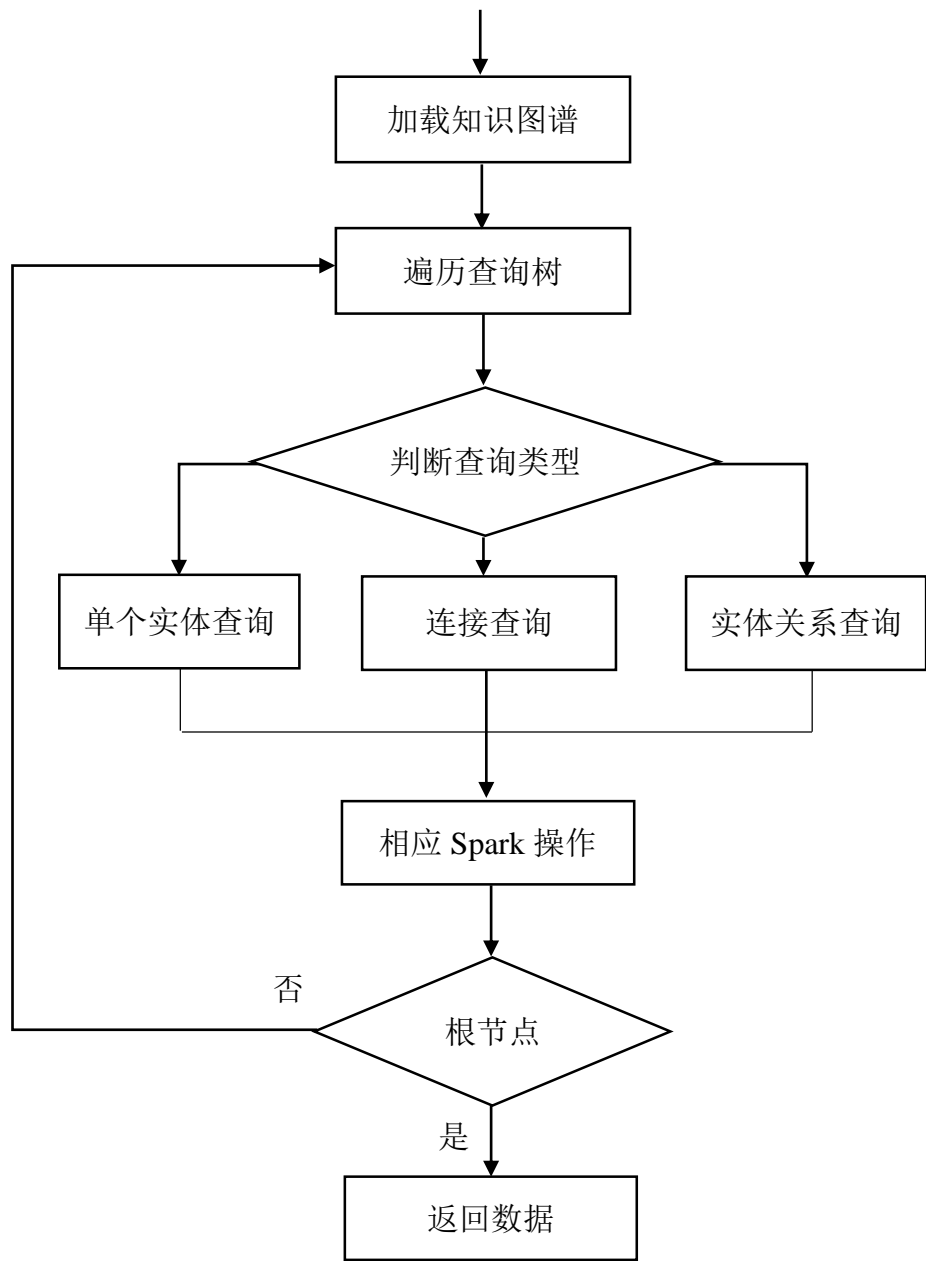 加载知识图谱
遍历查询树
判断查询类型
单个实体查询
连接查询
实体关系查询
相应 Spark 操作
否
根节点
是
返回数据